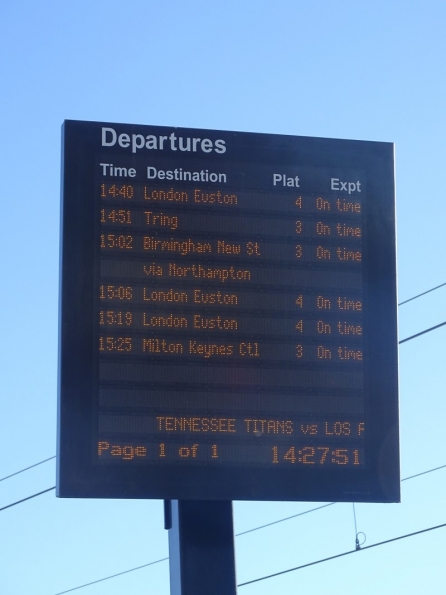 Departures
Time Destination Plat Expt
14:40 London Euston 4 On time
14:51 Tring 3 On time
15:02 Birmingham New St 3 On time
via Northampton
15:06 London Euston 4 On time
15:19 London Euston 4 On time
15:25 Milton Keynes Ctl 3 On time
TENNESSEE TITANS vs LOS
Page 1 of 1 14:27:51